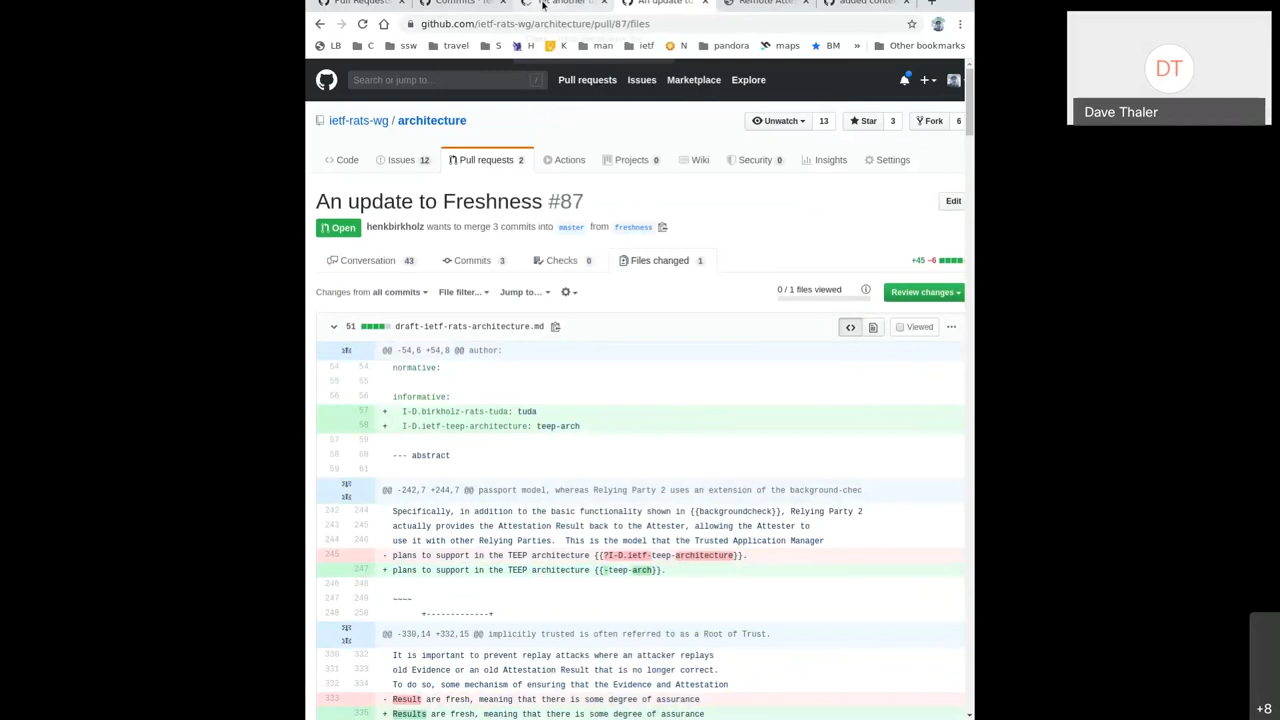 Pull Requests
Commits
An update to
Remote Attes
added conte
github.com/ietf-rats-wg/architecture/pull/87/files
LB C ssw travel S H K man ietf N pandora maps BM » Other bookmarks
Search or jump to... /
Pull requests Issues Marketplace Explore
ietf-rats-wg / architecture
Unwatch 13 Star 3 Fork 6
Code Issues 12 Pull requests 2 Actions Projects 0 Wiki Security 0 Insights Settings
An update to Freshness #87
Edit
Open henkbirkholz wants to merge 3 commits into master from freshness
Conversation 43 Commits 3 Checks 0 Files changed 1
+45 −6
Changes from all commits File filter... Jump to...
0 / 1 files viewed
Review changes
51 draft-ietf-rats-architecture.md
Viewed
@@ -54,6 +54,8 @@ author:
54 54 normative:
55 55
56 56 informative:
57 + I-D.birkholz-rats-tuda: tuda
58 + I-D.ietf-teep-architecture: teep-arch
57 59
58 60 --- abstract
59 61
@@ -242,7 +244,7 @@ passport model, whereas Relying Party 2 uses an extension of the background-chec
242 244 Specifically, in addition to the basic functionality shown in {{backgroundcheck}}, Relying Party 2
243 245 actually provides the Attestation Result back to the Attester, allowing the Attester to
244 246 use it with other Relying Parties. This is the model that the Trusted Application Manager
245 - plans to support in the TEEP architecture {{?I-D.ietf-teep-architecture}}.
247 + plans to support in the TEEP architecture {{-teep-arch}}.
246 248
247 249 ~~~~
248 250 +-------------+
@@ -330,14 +332,15 @@ implicitly trusted is often referred to as a Root of Trust.
330 332 It is important to prevent replay attacks where an attacker replays
331 333 old Evidence or an old Attestation Result that is no longer correct.
332 334 To do so, some mechanism of ensuring that the Evidence and Attestation
333 - Result are fresh, meaning that there is some degree of assurance
335 + Results are fresh, meaning that there is some degree of assurance
DT
Dave Thaler
+8